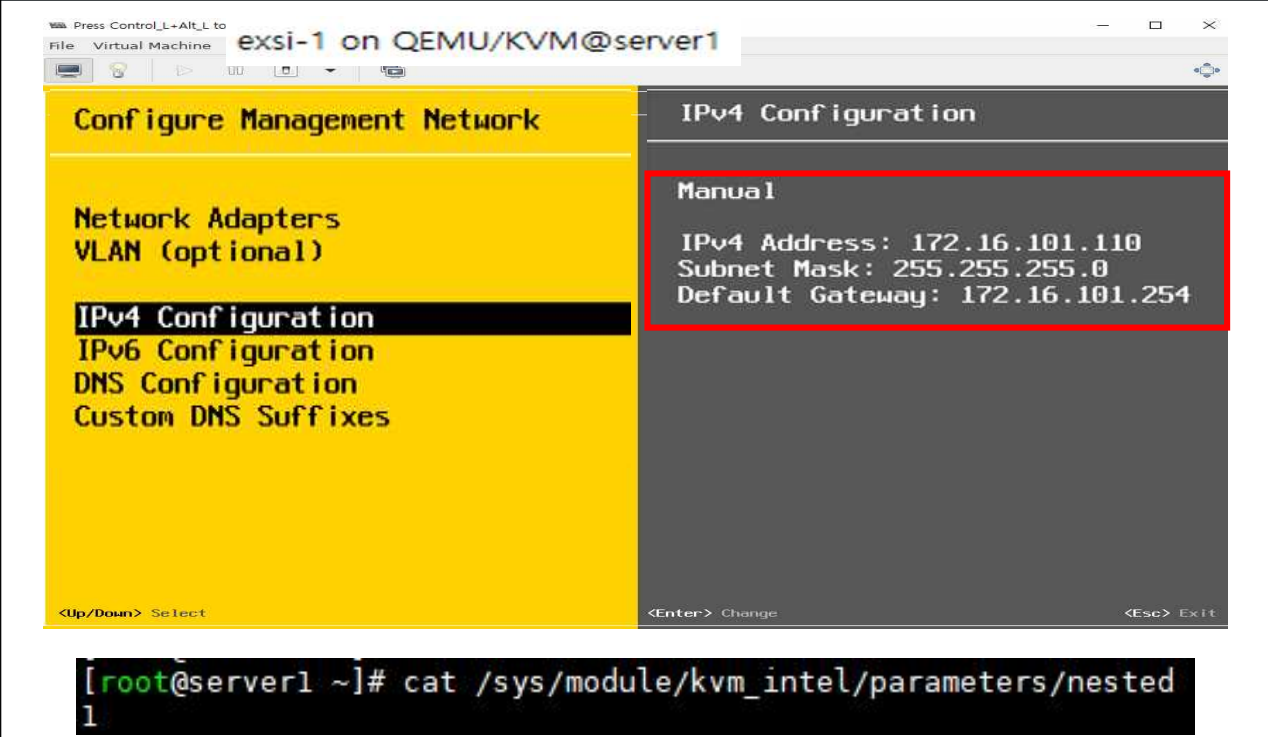 Press Control_L+Alt_L to
exsi-1 on QEMU/KVM@server1
File Virtual Machine
Configure Management Network
IPv4 Configuration
Manual
Network Adapters
IPv4 Address: 172.16.101.110
VLAN (optional)
Subnet Mask: 255.255.255.0
Default Gateway: 172.16.101.254
IPv4 Configuration
IPv6 Configuration
DNS Configuration
Custom DNS Suffixes
<Up/Down> Select
<Enter> Change
<Esc> Exit
[root@server1 ~]# cat /sys/module/kvm_intel/parameters/nested
1